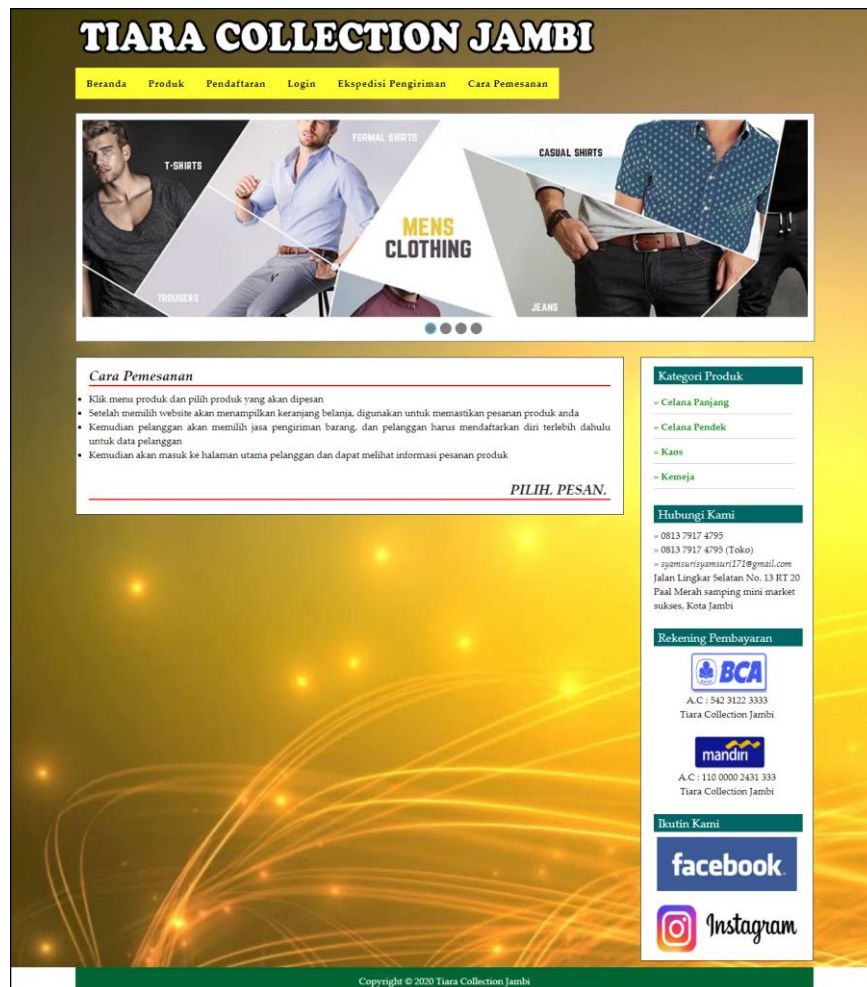 TIARA COLLECTION JAMBI
Beranda Produk Pendaftaran Login Ekspedisi Pengiriman Cara Pemesanan
T-SHIRTS
FORMAL SHIRTS
CASUAL SHIRTS
MENS
CLOTHING
TROUSERS
JEANS
Cara Pemesanan
Klik menu produk dan pilih produk yang akan dipesan
Setelah memilih website akan menampilkan keranjang belanja, digunakan untuk memastikan pesanan produk anda
Kemudian pelanggan akan memilih jasa pengiriman barang, dan pelanggan harus mendaftarkan diri terlebih dahulu
untuk data pelanggan
Kemudian akan masuk ke halaman utama pelanggan dan dapat melihat informasi pesanan produk
PILIH. PESAN.
Kategori Produk
» Celana Panjang
» Celana Pendek
» Kaos
» Kemeja
Hubungi Kami
» 0813 7917 4795
» 0813 7917 4795 (Toko)
» syamsurisyamsuri171@gmail.com
Jalan Lingkar Selatan No. 13 RT 20
Paal Merah samping mini market
sukses, Kota Jambi
Rekening Pembayaran
BCA
A.C : 542 3122 3333
Tiara Collection Jambi
mandiri
A.C : 110 0000 2431 333
Tiara Collection Jambi
Ikutin Kami
facebook
Instagram
Copyright © 2020 Tiara Collection Jambi